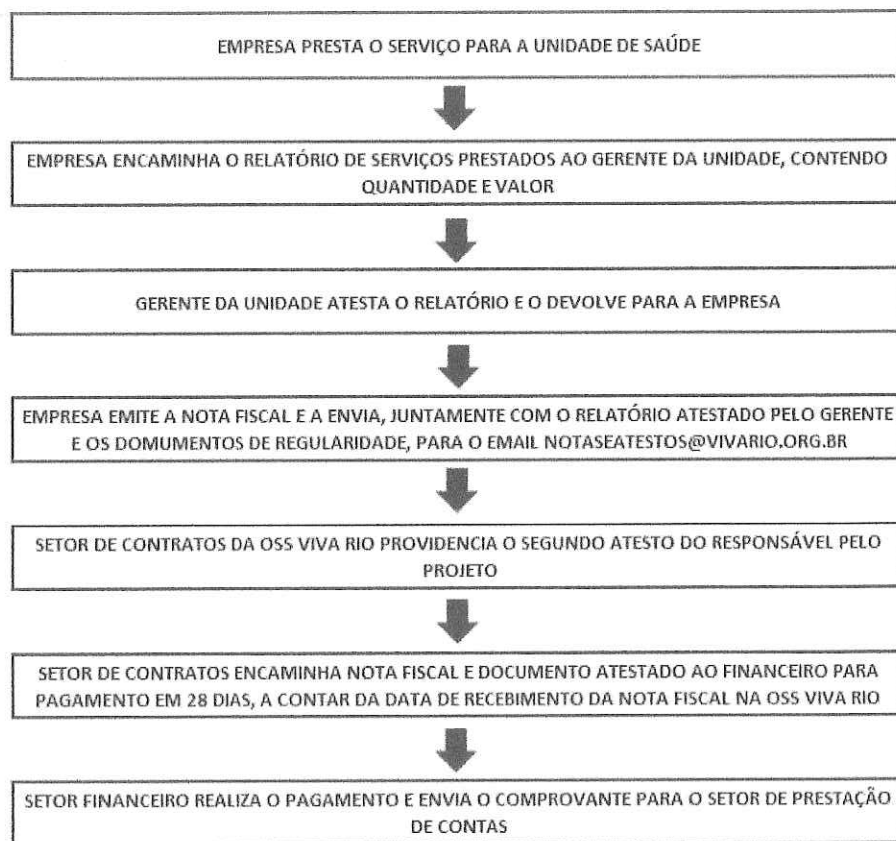 EMPRESA PRESTA O SERVIÇO PARA A UNIDADE DE SAÚDE
EMPRESA ENCAMINHA O RELATÓRIO DE SERVIÇOS PRESTADOS AO GERENTE DA UNIDADE, CONTENDO
QUANTIDADE E VALOR
GERENTE DA UNIDADE ATESTA O RELATÓRIO E O DEVOLVE PARA A EMPRESA
EMPRESA EMITE A NOTA FISCAL E A ENVIA, JUNTAMENTE COM O RELATÓRIO ATESTADO PELO GERENTE
E OS DOMUMENTOS DE REGULARIDADE, PARA O EMAIL NOTASEATESTOS@VIVARIO.ORG.BR
SETOR DE CONTRATOS DA OSS VIVA RIO PROVIDENCIA O SEGUNDO ATESTO DO RESPONSÁVEL PELO
PROJETO
SETOR DE CONTRATOS ENCAMINHA NOTA FISCAL E DOCUMENTO ATESTADO AO FINANCEIRO PARA
PAGAMENTO EM 28 DIAS, A CONTAR DA DATA DE RECEBIMENTO DA NOTA FISCAL NA OSS VIVA RIO
SETOR FINANCEIRO REALIZA O PAGAMENTO E ENVIA O COMPROVANTE PARA O SETOR DE PRESTAÇÃO
DE CONTAS